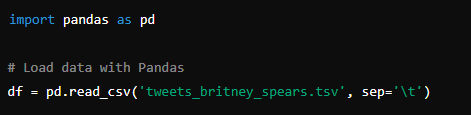 import pandas as pd
# Load data with Pandas
df = pd.read_csv('tweets_britney_spears.tsv', sep='\t')